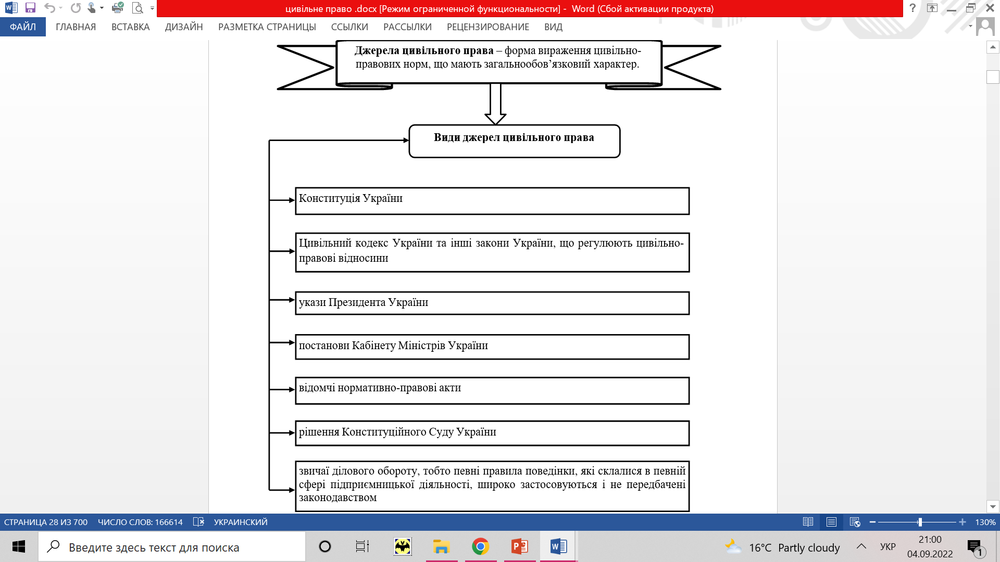 цивільне право .docx [Режим ограниченной функциональности] - Word (Сбой активации продукта)
?
ФАЙЛ ГЛАВНАЯ ВСТАВКА ДИЗАЙН РАЗМЕТКА СТРАНИЦЫ ССЫЛКИ РАССЫЛКИ РЕЦЕНЗИРОВАНИЕ ВИД
Джерела цивільного права – форма вираження цивільно-
правових норм, що мають загальнообов’язковий характер.
Види джерел цивільного права
Конституція України
Цивільний кодекс України та інші закони України, що регулюють цивільно-
правові відносини
укази Президента України
постанови Кабінету Міністрів України
відомчі нормативно-правові акти
рішення Конституційного Суду України
звичаї ділового обороту, тобто певні правила поведінки, які склалися в певній
сфері підприємницької діяльності, широко застосовуються і не передбачені
законодавством
СТРАНИЦА 28 ИЗ 700 ЧИСЛО СЛОВ: 166614 УКРАИНСКИЙ 130%
Введите здесь текст для поиска
16°C Partly cloudy
УКР
21:00
04.09.2022
1